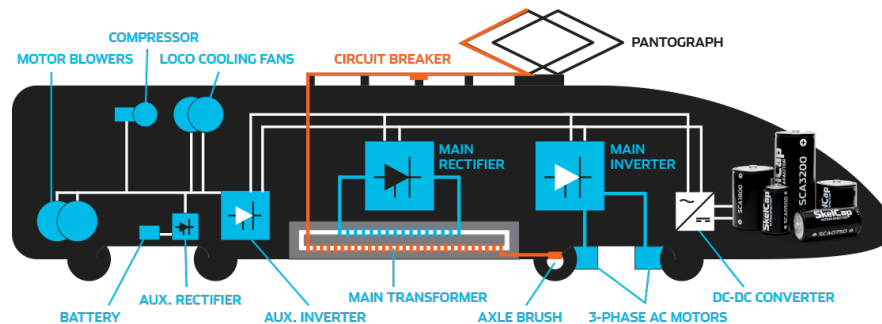 COMPRESSOR
MOTOR BLOWERS
LOCO COOLING FANS
CIRCUIT BREAKER
PANTOGRAPH
MAIN
RECTIFIER
MAIN
INVERTER
SCA1800
SkelCap
SCA3200
SkelCap
SCA0750
BATTERY
AUX. RECTIFIER
AUX. INVERTER
MAIN TRANSFORMER
AXLE BRUSH
3-PHASE AC MOTORS
DC-DC CONVERTER